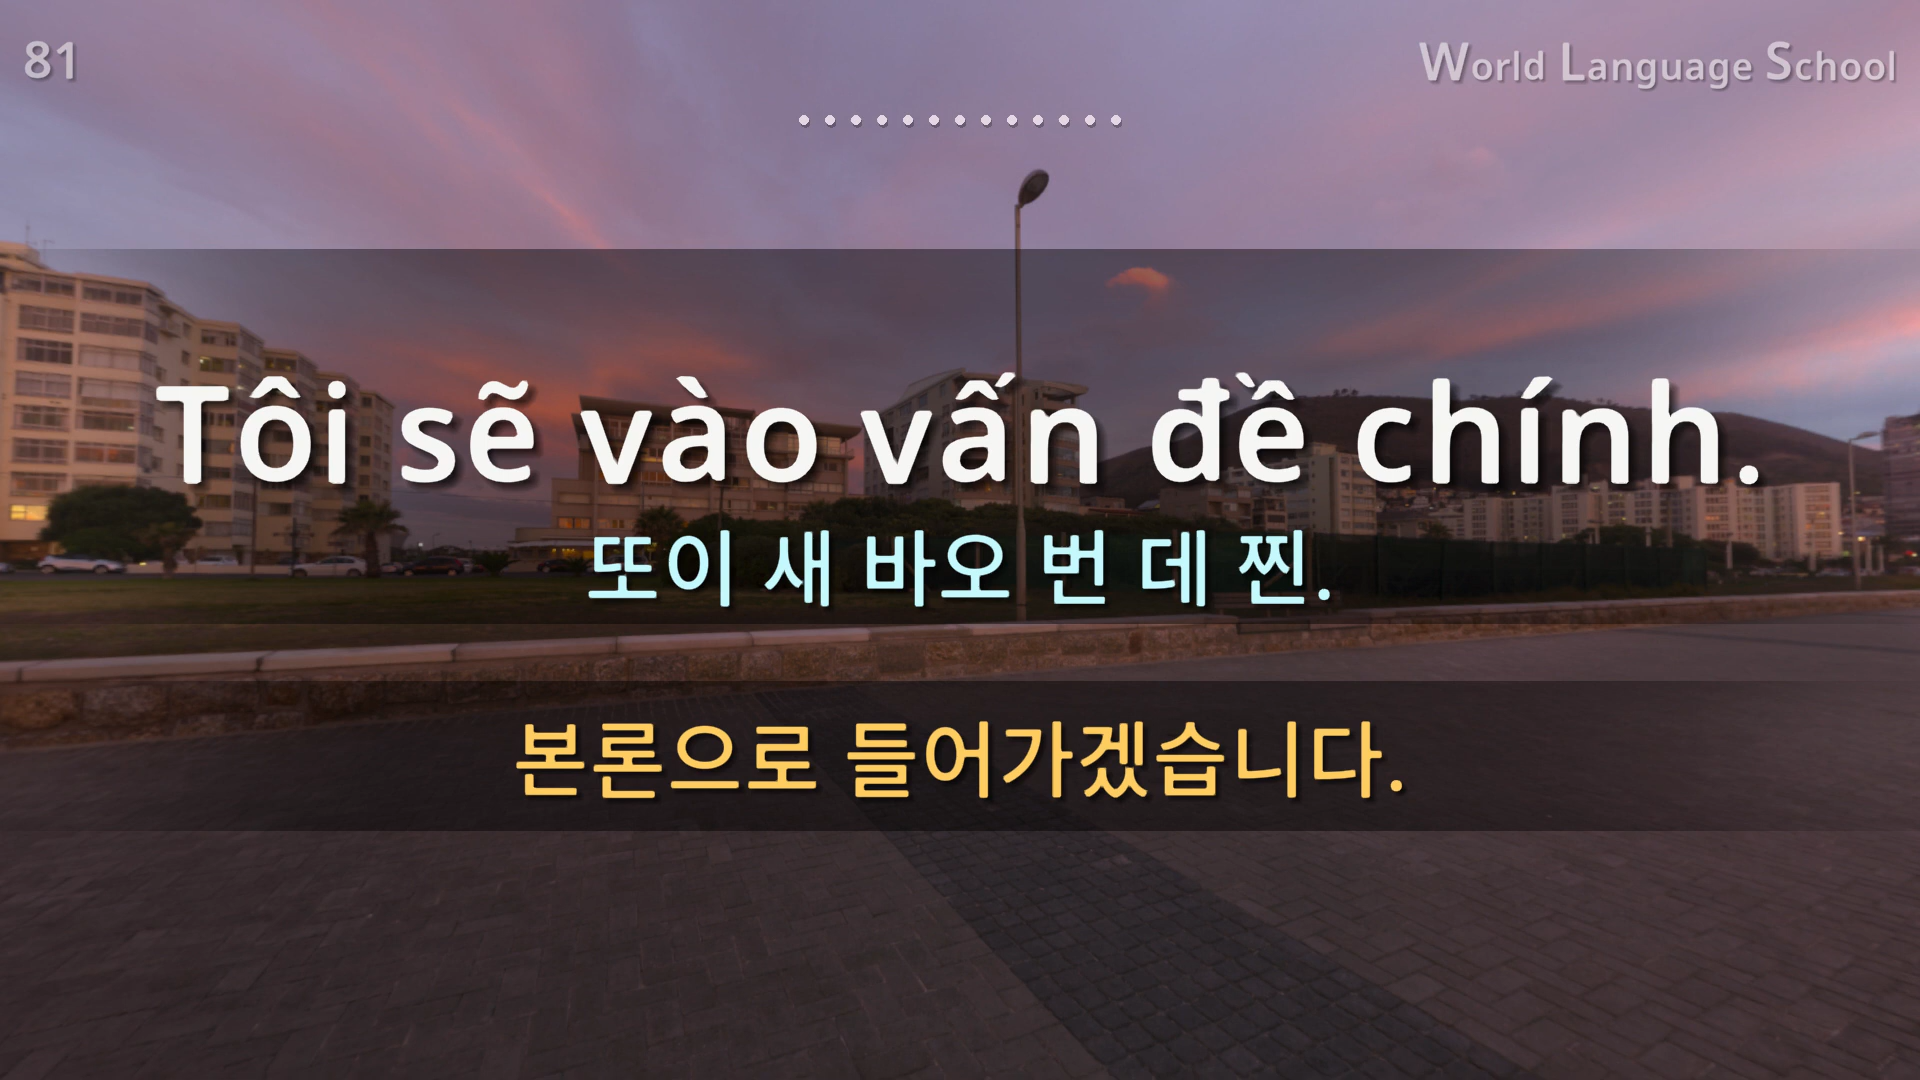 81
World Language School
Tôi sẽ vào vấn đề chính.
또이 새 바오 번 데 찐.
본론으로 들어가겠습니다.